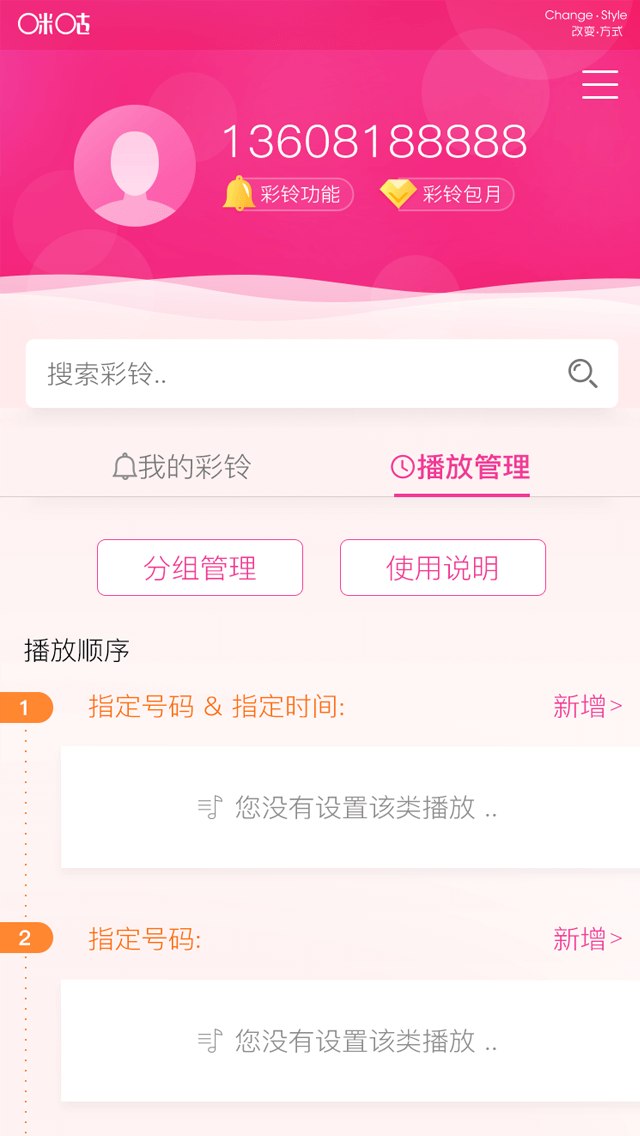 咪咕
Change·Style
改变·方式
13608188888
彩铃功能
彩铃包月
搜索彩铃..
我的彩铃
播放管理
分组管理
使用说明
播放顺序
1
指定号码 & 指定时间:
新增>
您没有设置该类播放 ..
2
指定号码:
新增>
您没有设置该类播放 ..